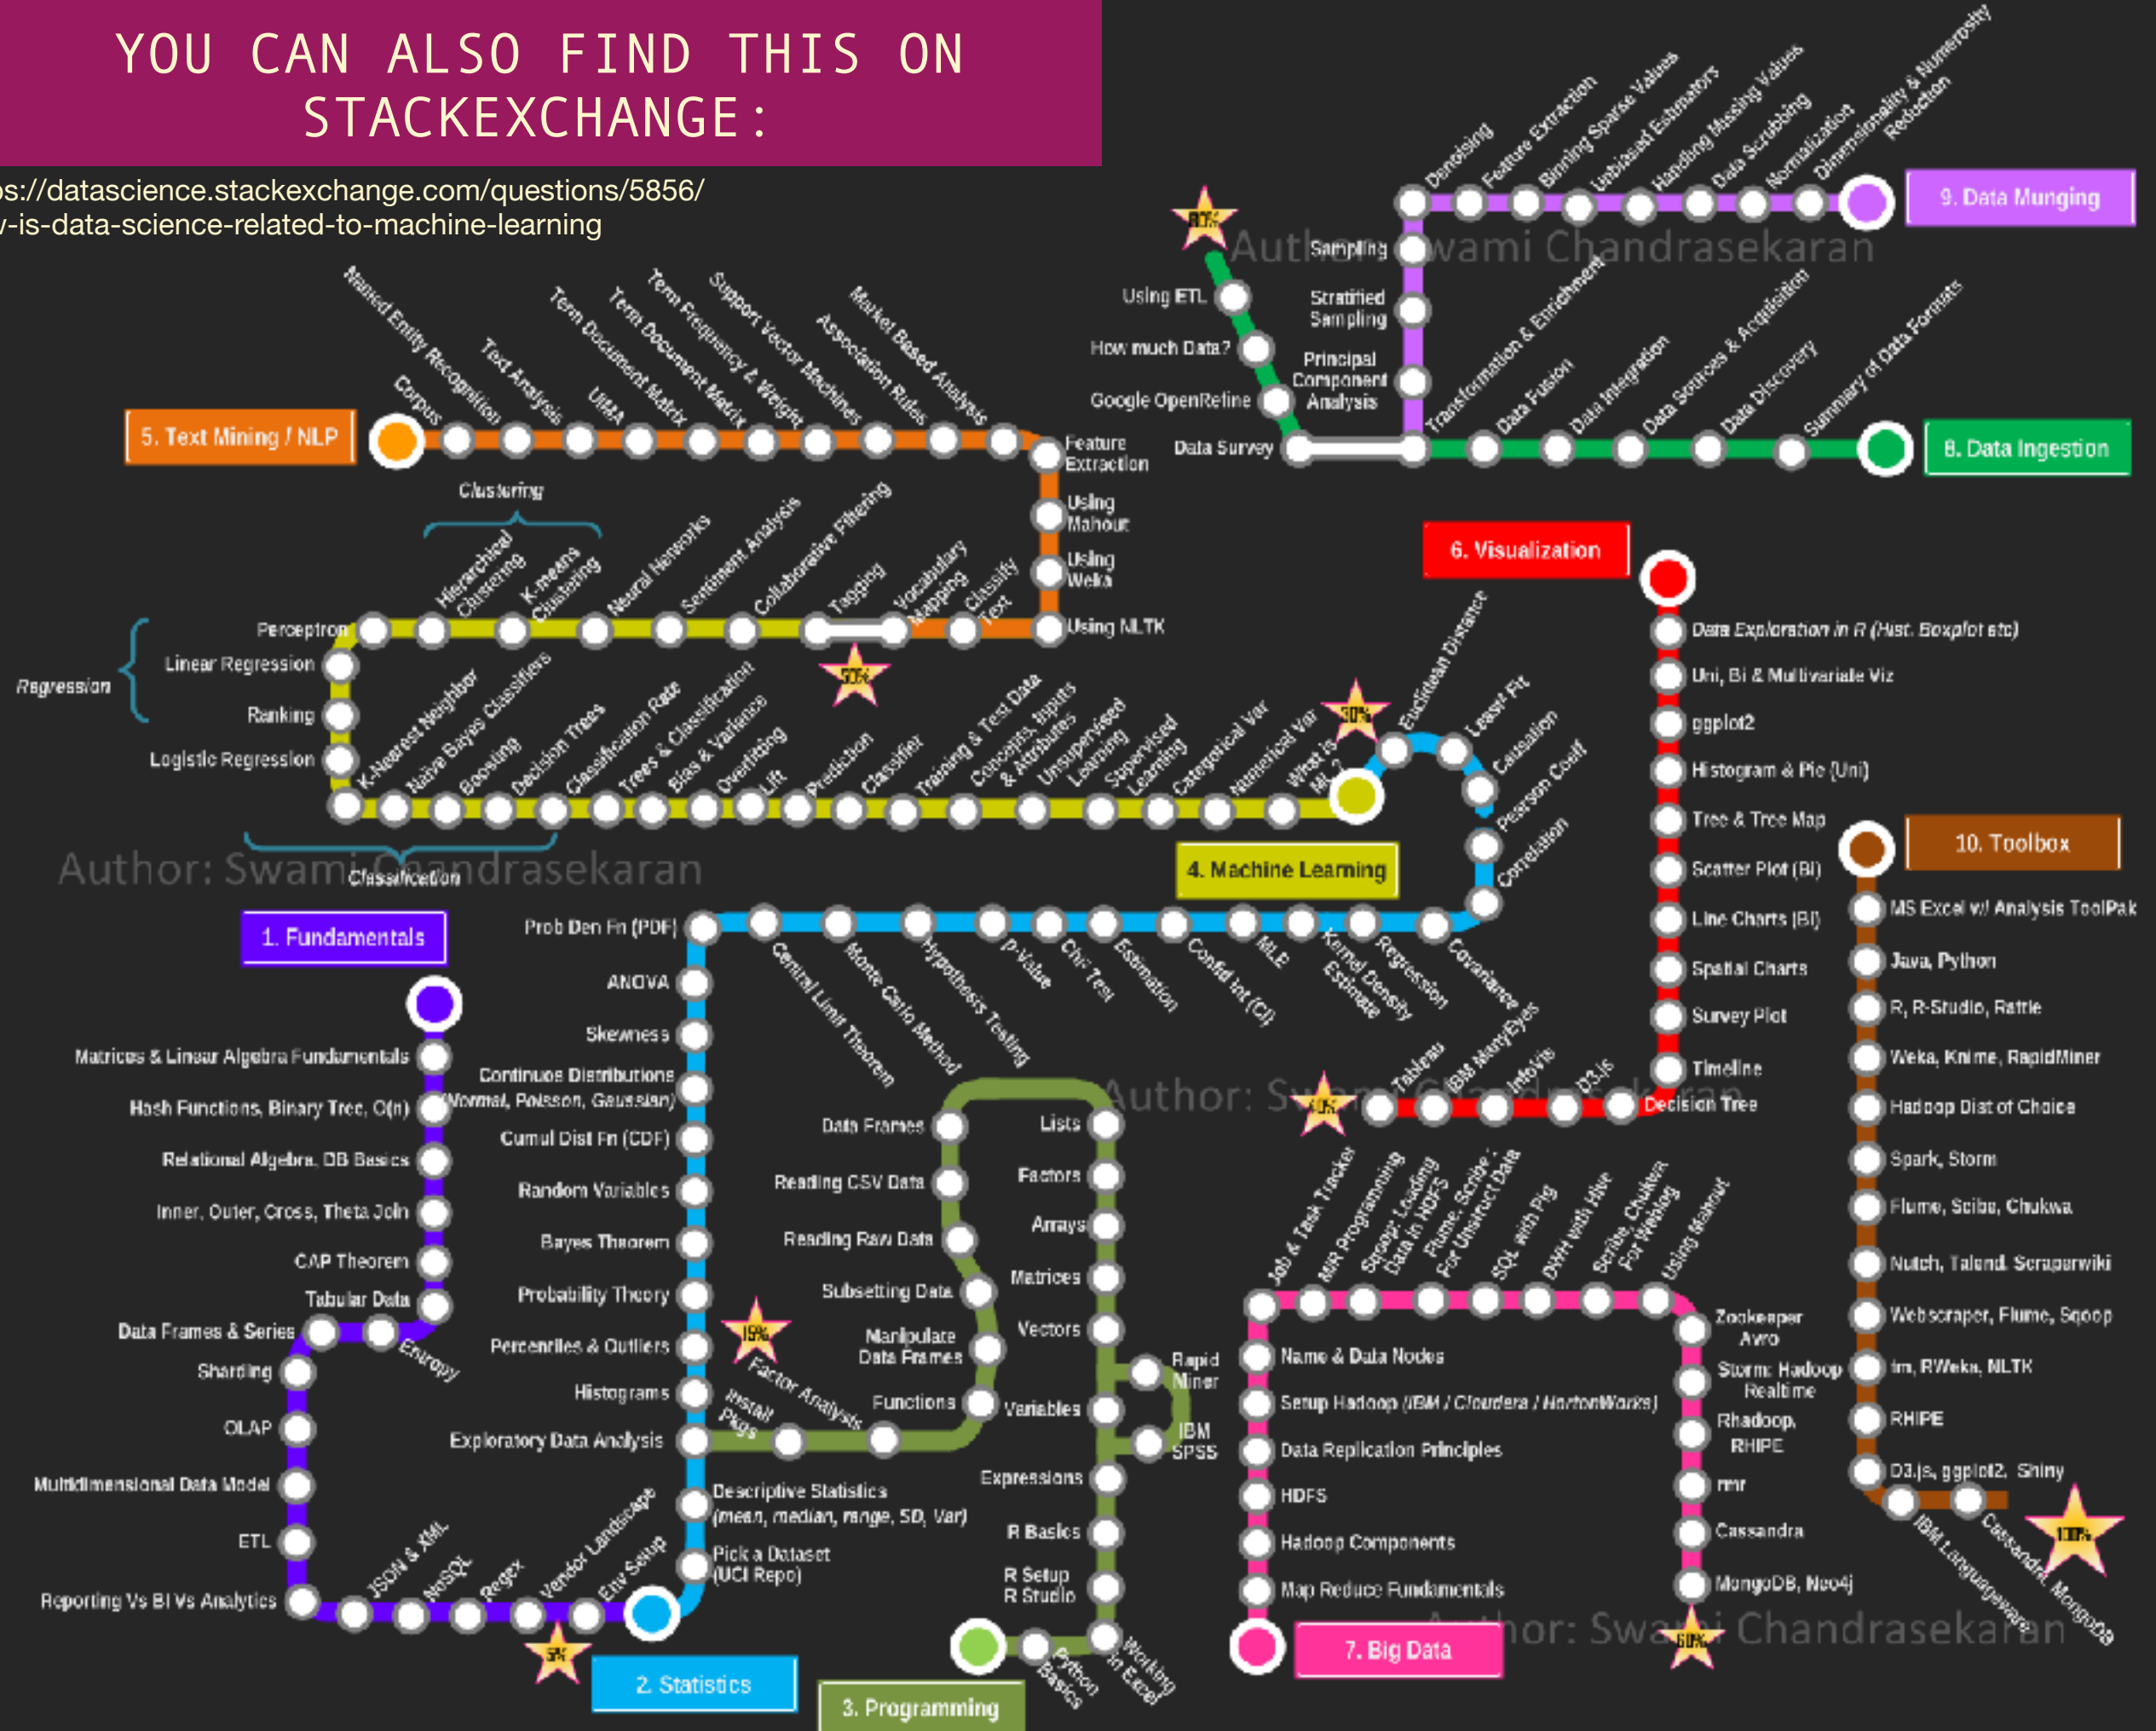 YOU CAN ALSO FIND THIS ON
STACKEXCHANGE:
ps://datascience.stackexchange.com/questions/5856/
-is-data-science-related-to-machine-learning
Author: Swami Chandrasekaran
9. Data Munging
Dimensionality & Numerosity
Reduction
Normalization
Data Scrubbing
Handling Missing Values
Unbiased Estimators
Binning Sparse Values
Feature Extraction
Denoising
Sampling
Stratified
Sampling
Principal
Component
Analysis
80%
Using ETL
How much Data?
Google OpenRefine
Data Survey
Transformation & Enrichment
Data Fusion
Data Integration
Data Sources & Acquisition
Data Discovery
Summary of Data Formats
8. Data Ingestion
5. Text Mining / NLP
Corpus
Named Entity Recognition
Text Analysis
UIMA
Term Document Matrix
Term Document Matrix
Term Frequency & Weight
Support Vector Machines
Association Rules
Market Based Analysis
Feature
Extraction
Using
Mahout
Using
Weka
Using NLTK
Classify
Text
Vocabulary
Mapping
50%
Tagging
Collaborative Filtering
Sentiment Analysis
Neural Networks
Clustering
K-means
Clustering
Hierarchical
Clustering
Perceptron
Regression
Linear Regression
Ranking
Logistic Regression
K-Nearest Neighbor
Naive Bayes Classifiers
Boosting
Decision Trees
Classification Rate
Trees & Classification
Bias & Variance
Overfitting
Lift
Prediction
Classifier
Training & Test Data
Concepts, Inputs
& Attributes
Unsupervised
Learning
Supervised
Learning
Categorical Var
Numerical Var
What is
ML?
30%
Classification
Author: Swami Chandrasekaran
4. Machine Learning
Euclidean Distance
Least Fit
Causation
Pearson Coeff
Correlation
Covariance
Regression
Kernel Density
Estimate
MLE
Confid Int (CI)
Estimation
Chi² Test
p-Value
Hypothesis Testing
Monte Carlo Method
Central Limit Theorem
Prob Den Fn (PDF)
ANOVA
Skewness
Continuos Distributions
(Normal, Poisson, Gaussian)
Cumul Dist Fn (CDF)
Random Variables
Bayes Theorem
Probability Theory
Percentiles & Outliers
Histograms
Exploratory Data Analysis
Descriptive Statistics
(mean, median, range, SD, Var)
Pick a Dataset
(UCI Repo)
2. Statistics
1. Fundamentals
Matrices & Linear Algebra Fundamentals
Hash Functions, Binary Tree, O(n)
Relational Algebra, DB Basics
Inner, Outer, Cross, Theta Join
CAP Theorem
Tabular Data
Entropy
Data Frames & Series
Sharding
OLAP
Multidimensional Data Model
ETL
Reporting Vs BI Vs Analytics
JSON & XML
NoSQL
Regex
Vendor Landscape
Env Setup
5%
15%
Install
Pkgs
Factor Analysis
Functions
Manipulate
Data Frames
Subsetting Data
Reading Raw Data
Reading CSV Data
Data Frames
Lists
Factors
Arrays
Matrices
Vectors
Variables
Rapid
Miner
IBM
SPSS
Expressions
R Basics
R Setup
R Studio
Working
in Excel
Python
Basics
3. Programming
6. Visualization
Data Exploration in R (Hist. Boxplot etc)
Uni, Bi & Multivariate Viz
ggplot2
Histogram & Pie (Uni)
Tree & Tree Map
Scatter Plot (Bi)
Line Charts (Bi)
Spatial Charts
Survey Plot
Timeline
Decision Tree
D3.js
InfoVis
IBM ManyEyes
Tableau
40%
Author: Swami Chandrasekaran
7. Big Data
Map Reduce Fundamentals
Hadoop Components
HDFS
Data Replication Principles
Setup Hadoop (IBM / Cloudera / HortonWorks)
Name & Data Nodes
Job & Task Tracker
M/R Programming
Sqoop: Loading
Data in HDFS
Flume, Scribe:
For Unstruct Data
SQL with Pig
DWH with Hive
Scribe, Chukwa
For Weblog
Using Mahout
Zookeeper
Avro
Storm: Hadoop
Realtime
Rhadoop,
RHIPE
rmr
Cassandra
MongoDB, Neo4j
60%
hor: Swami Chandrasekaran
10. Toolbox
MS Excel w/ Analysis ToolPak
Java, Python
R, R-Studio, Rattle
Weka, Knime, RapidMiner
Hadoop Dist of Choice
Spark, Storm
Flume, Scibe, Chukwa
Nutch, Talend, Scraperwiki
Webscraper, Flume, Sqoop
tm, RWeka, NLTK
RHIPE
D3.js, ggplot2, Shiny
IBM Languageware
Cassandra, MongoDB
100%